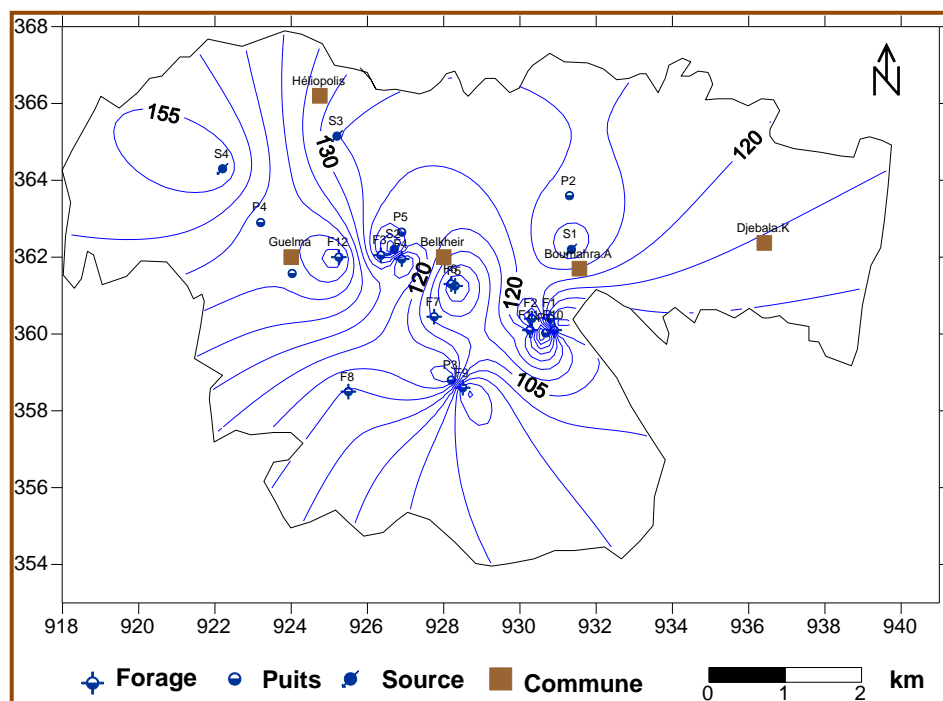 368
366
364
362
360
358
356
354
918
920
922
924
926
928
930
932
934
936
938
940
N
Héliopolis
155
S3
130
120
S4
P2
P4
P5
S2
F3
F12
Guelma
Belkheir
S1
Boumahra.A
Djebala.K
120
120
F7
F2
F1
P3
F9
F8
105
Forage
Puits
Source
Commune
0
1
2
km